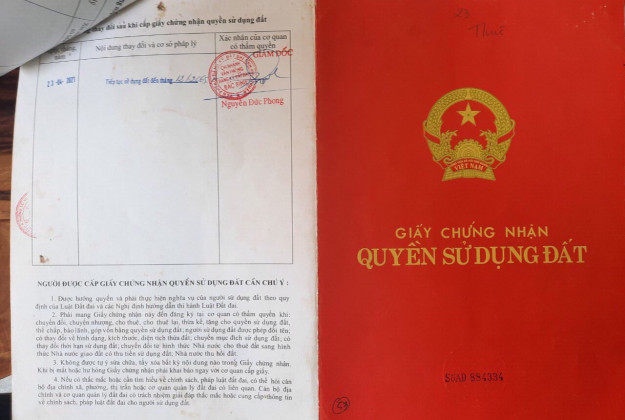 thay đổi sau khi cấp giấy chứng nhận quyền sử dụng đất
Nội dung thay đổi và cơ sở pháp lý
Xác nhận của cơ quan
có thẩm quyền
GIÁM ĐỐC
Tiếp tục sử dụng đất đến tháng
Nguyễn Đức Phong
NGƯỜI ĐƯỢC CẤP GIẤY CHỨNG NHẬN QUYỀN SỬ DỤNG ĐẤT CẦN CHÚ Ý :
1. Được hưởng quyền và phải thực hiện nghĩa vụ của người sử dụng đất theo quy
định của Luật Đất đai và các Nghị định hướng dẫn thi hành Luật Đất đai.
2. Phải mang Giấy chứng nhận này đến đăng ký tại cơ quan có thẩm quyền khi:
chuyển đổi, chuyển nhượng, cho thuê, cho thuê lại, thừa kế, tặng cho quyền sử dụng đất,
thế chấp, bảo lãnh, góp vốn bằng quyền sử dụng đất; người sử dụng đất được phép đổi tên;
có thay đổi về hình dạng, kích thước, diện tích thửa đất; chuyển mục đích sử dụng đất; có
thay đổi thời hạn sử dụng đất; chuyển đổi từ hình thức Nhà nước cho thuê đất sang hình
thức Nhà nước giao đất có thu tiền sử dụng đất; Nhà nước thu hồi đất.
3. Không được tự ý sửa chữa, tẩy xóa bất kỳ nội dung nào trong Giấy chứng nhận.
Khi bị mất hoặc hư hỏng Giấy chứng nhận phải khai báo ngay với cơ quan cấp giấy.
4. Nếu có thắc mắc hoặc cần tìm hiểu về chính sách, pháp luật đất đai, có thể hỏi cán
bộ địa chính xã, phường, thị trấn hoặc cơ quan quản lý đất đai có liên quan. Cán bộ địa
chính và cơ quan quản lý đất đai có trách nhiệm giải đáp thắc mắc hoặc cung cấp thông tin
về chính sách, pháp luật đất đai cho người sử dụng đất.
23
Thuê
VIỆT NAM
GIẤY CHỨNG NHẬN
QUYỀN SỬ DỤNG ĐẤT
884334